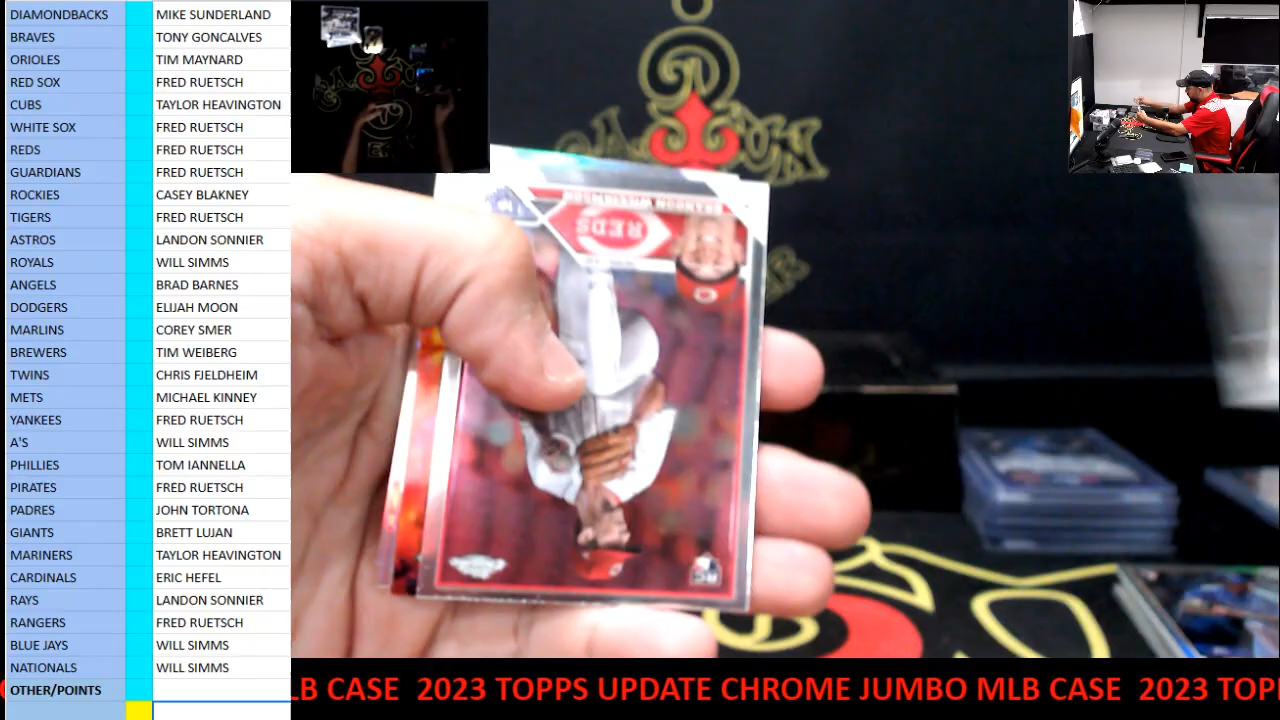 DIAMONDBACKS MIKE SUNDERLAND
BRAVES TONY GONCALVES
ORIOLES TIM MAYNARD
RED SOX FRED RUETSCH
CUBS TAYLOR HEAVINGTON
WHITE SOX FRED RUETSCH
REDS FRED RUETSCH
GUARDIANS FRED RUETSCH
ROCKIES CASEY BLAKNEY
TIGERS FRED RUETSCH
ASTROS LANDON SONNIER
ROYALS WILL SIMMS
ANGELS BRAD BARNES
DODGERS ELIJAH MOON
MARLINS COREY SMER
BREWERS TIM WEIBERG
TWINS CHRIS FJELDHEIM
METS MICHAEL KINNEY
YANKEES FRED RUETSCH
A'S WILL SIMMS
PHILLIES TOM IANNELLA
PIRATES FRED RUETSCH
PADRES JOHN TORTONA
GIANTS BRETT LUJAN
MARINERS TAYLOR HEAVINGTON
CARDINALS ERIC HEFEL
RAYS LANDON SONNIER
RANGERS FRED RUETSCH
BLUE JAYS WILL SIMMS
NATIONALS WILL SIMMS
OTHER/POINTS
BRANDON WILLIAMSON
REDS
LB CASE 2023 TOPPS UPDATE CHROME JUMBO MLB CASE 2023 TOP